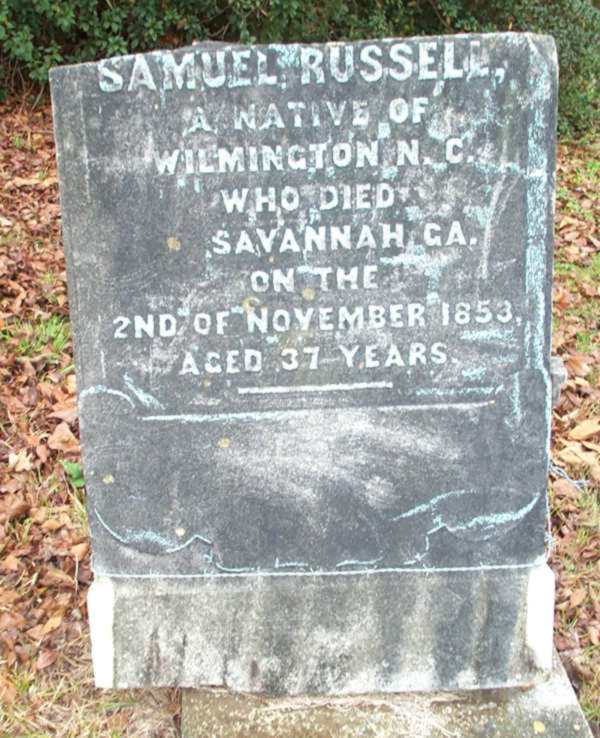 SAMUEL RUSSELL,
A NATIVE OF
WILMINGTON N. C.
WHO DIED
SAVANNAH GA.
ON THE
2ND OF NOVEMBER 1853.
AGED 37 YEARS.